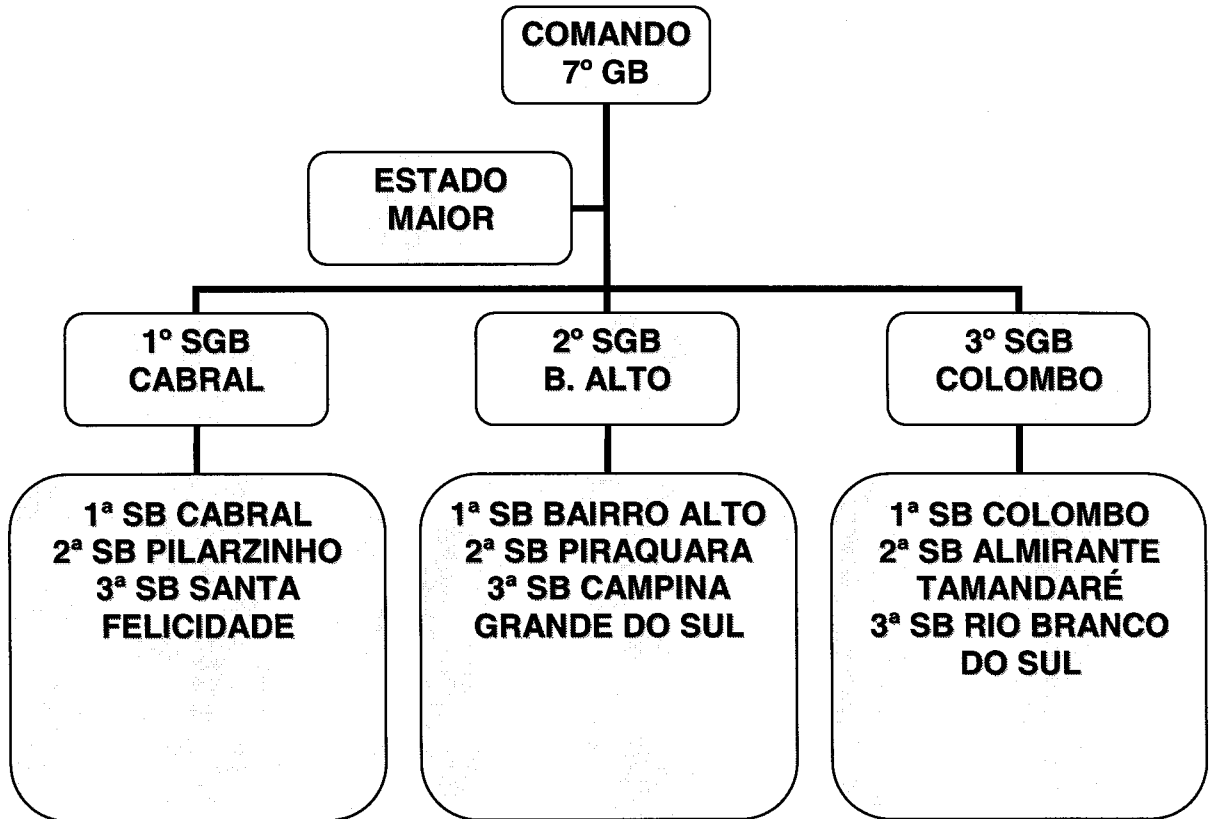 COMANDO
7º GB
ESTADO
MAIOR
1º SGB
CABRAL
2º SGB
B. ALTO
3º SGB
COLOMBO
1ª SB CABRAL
2ª SB PILARZINHO
3ª SB SANTA
FELICIDADE
1ª SB BAIRRO ALTO
2ª SB PIRAQUARA
3ª SB CAMPINA
GRANDE DO SUL
1ª SB COLOMBO
2ª SB ALMIRANTE
TAMANDARÉ
3ª SB RIO BRANCO
DO SUL